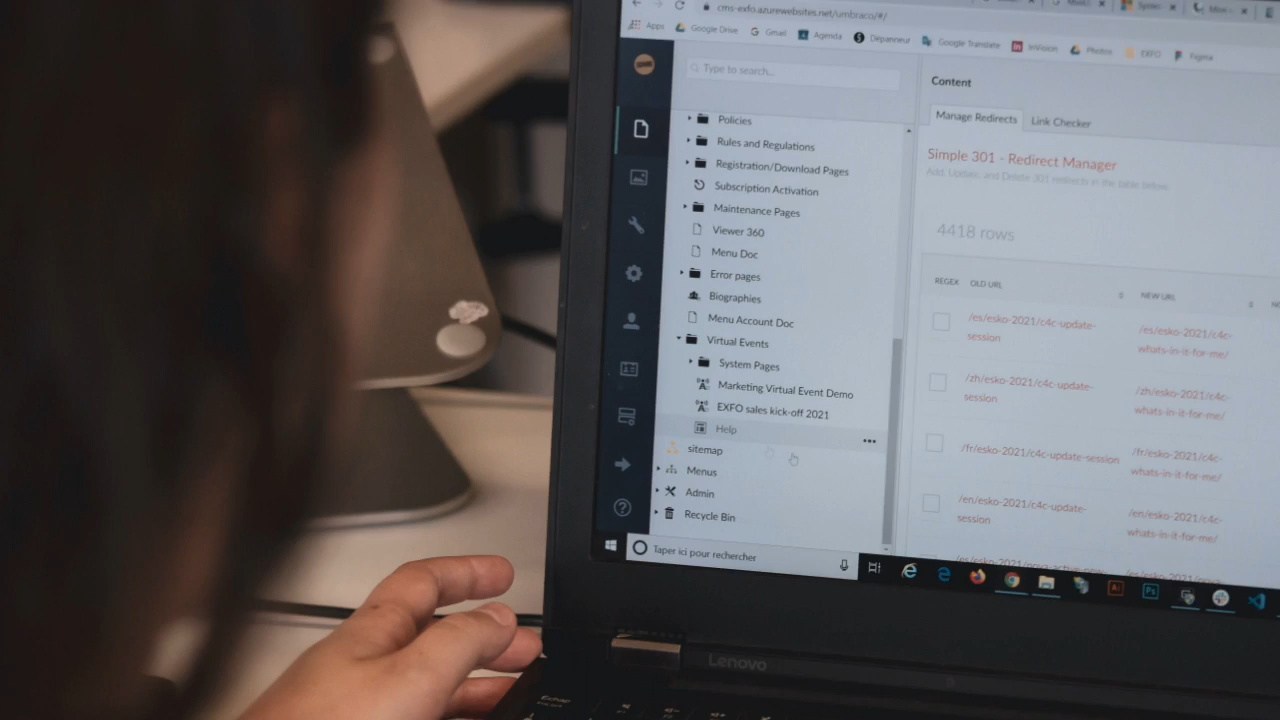 cms-exfo.azurewebsites.net/umbraco/#/
Apps
Google Drive
Gmail
Agenda
Dépanneur
Google Translate
InVision
Photos
EXFO
Figma
Type to search...
Policies
Rules and Regulations
Registration/Download Pages
Subscription Activation
Maintenance Pages
Viewer 360
Menu Doc
Error pages
Biographies
Menu Account Doc
Virtual Events
System Pages
Marketing Virtual Event Demo
EXFO sales kick-off 2021
Help
sitemap
Menus
Admin
Recycle Bin
Content
Manage Redirects
Link Checker
Simple 301 - Redirect Manager
Add, Update, and Delete 301 redirects in the table below.
4418 rows
REGEX OLD URL NEW URL
/es/esko-2021/c4c-update-
session
/es/esko-2021/c4c-
whats-in-it-for-me/
/zh/esko-2021/c4c-update-
session
/zh/esko-2021/c4c-
whats-in-it-for-me/
/fr/esko-2021/c4c-update-session
/fr/esko-2021/c4c-
whats-in-it-for-me/
/en/esko-2021/c4c-update-
session
/en/esko-2021/c4c-
whats-in-it-for-me/
Taper ici pour rechercher
Ai
Ps
Lenovo